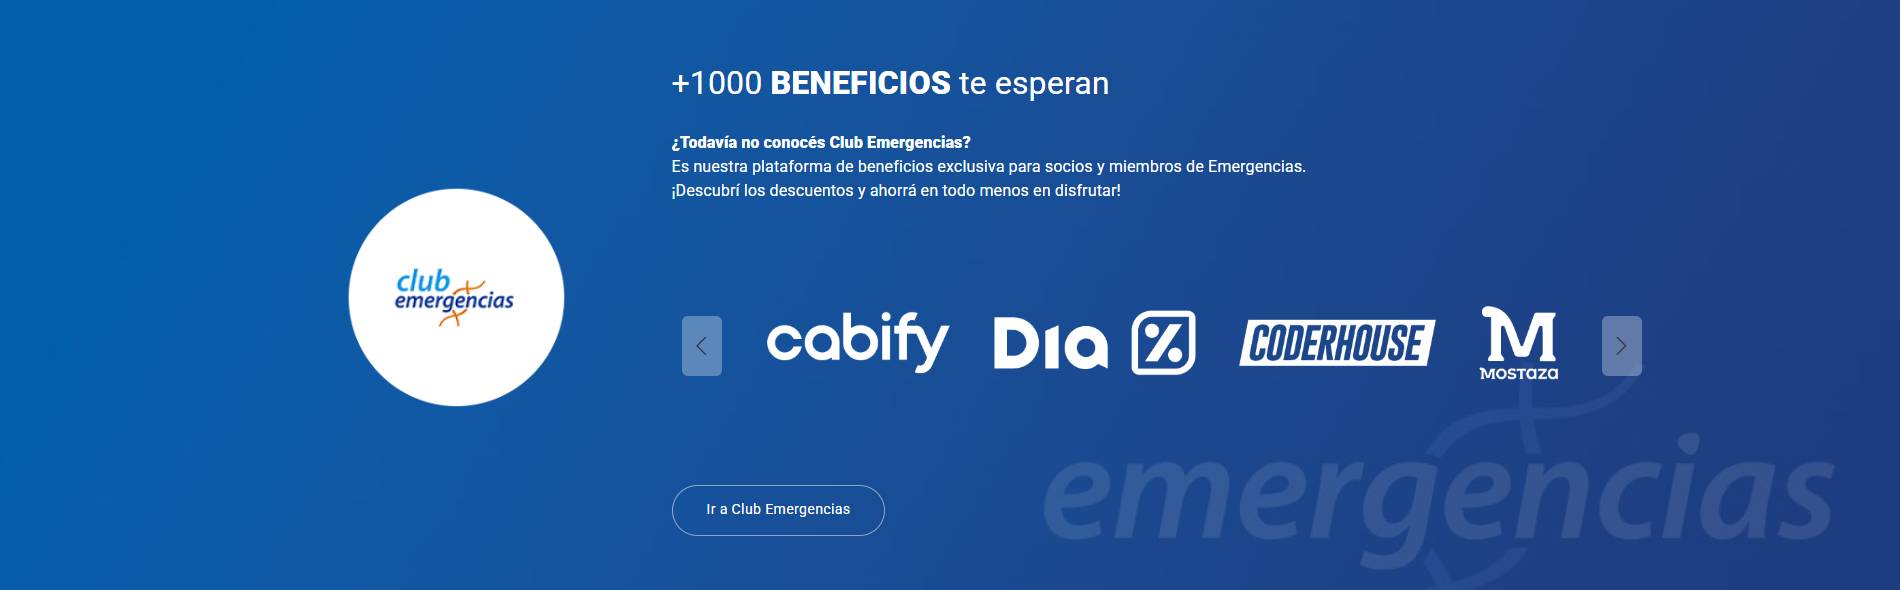 +1000 BENEFICIOS te esperan
¿Todavía no conocés Club Emergencias?
Es nuestra plataforma de beneficios exclusiva para socios y miembros de Emergencias.
¡Descubrí los descuentos y ahorrá en todo menos en disfrutar!
club
emergencias
cabify
Dia %
CODERHOUSE
M
MOSTAZA
emergencias
Ir a Club Emergencias